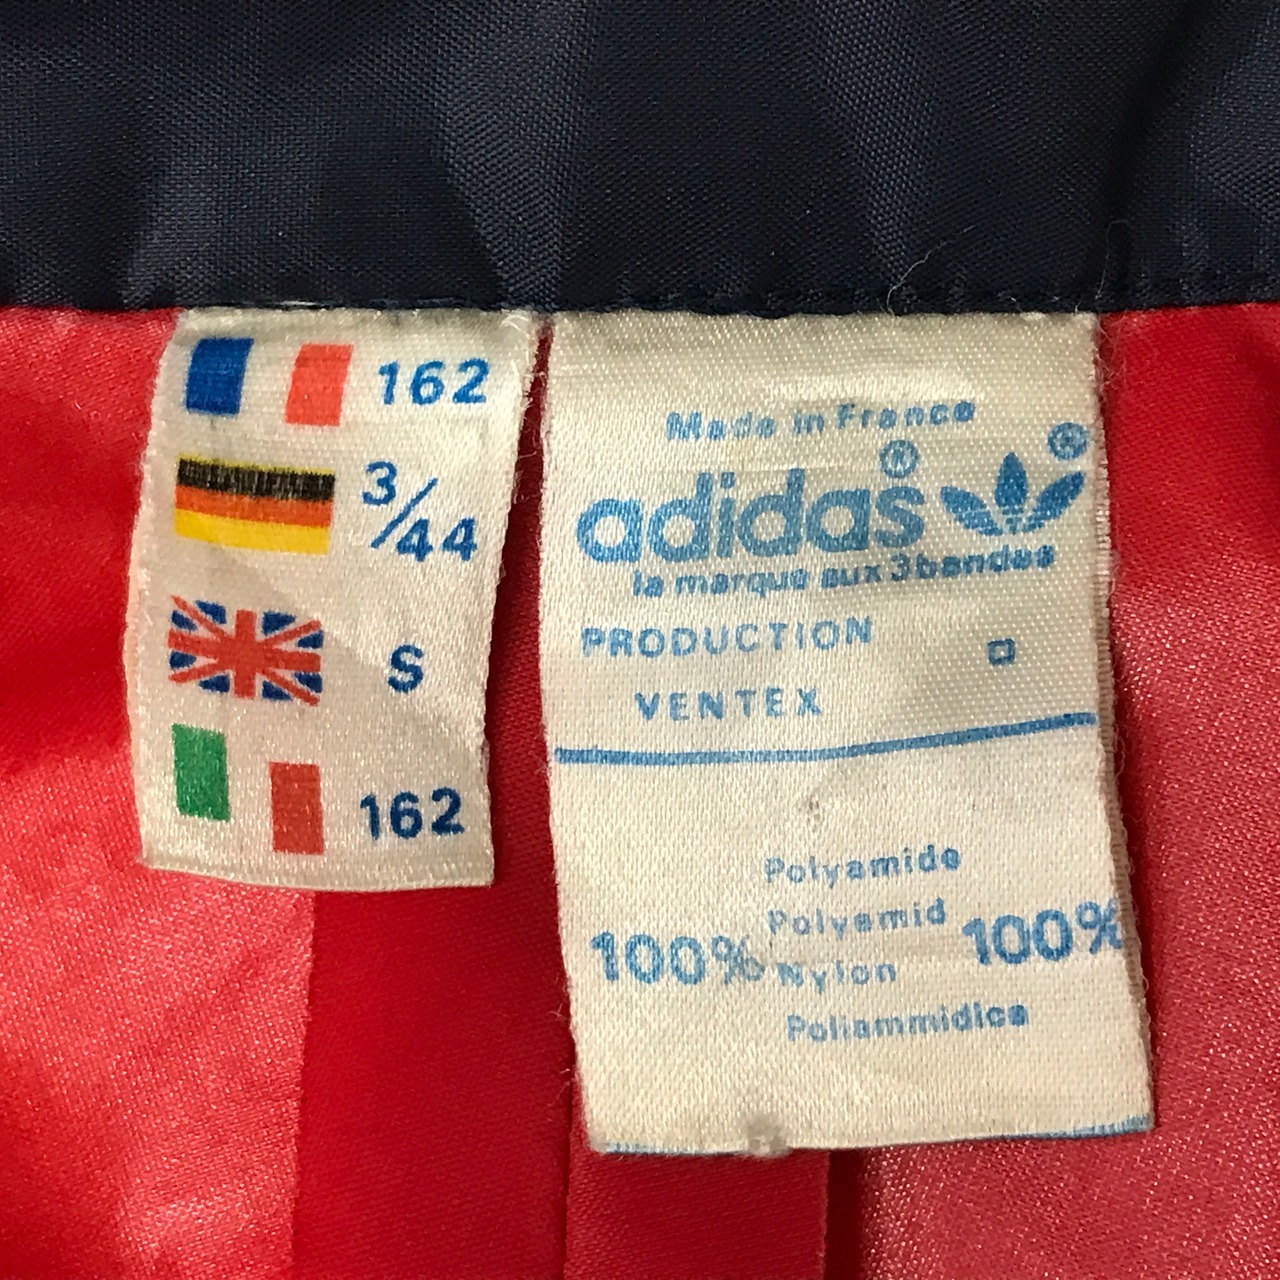 162
3/44
S
162
Made in France
adidas®
®
la marque aux 3 bandes
PRODUCTION
VENTEX
Polyamide
Polyamid
100% Nylon 100%
Poliammidica